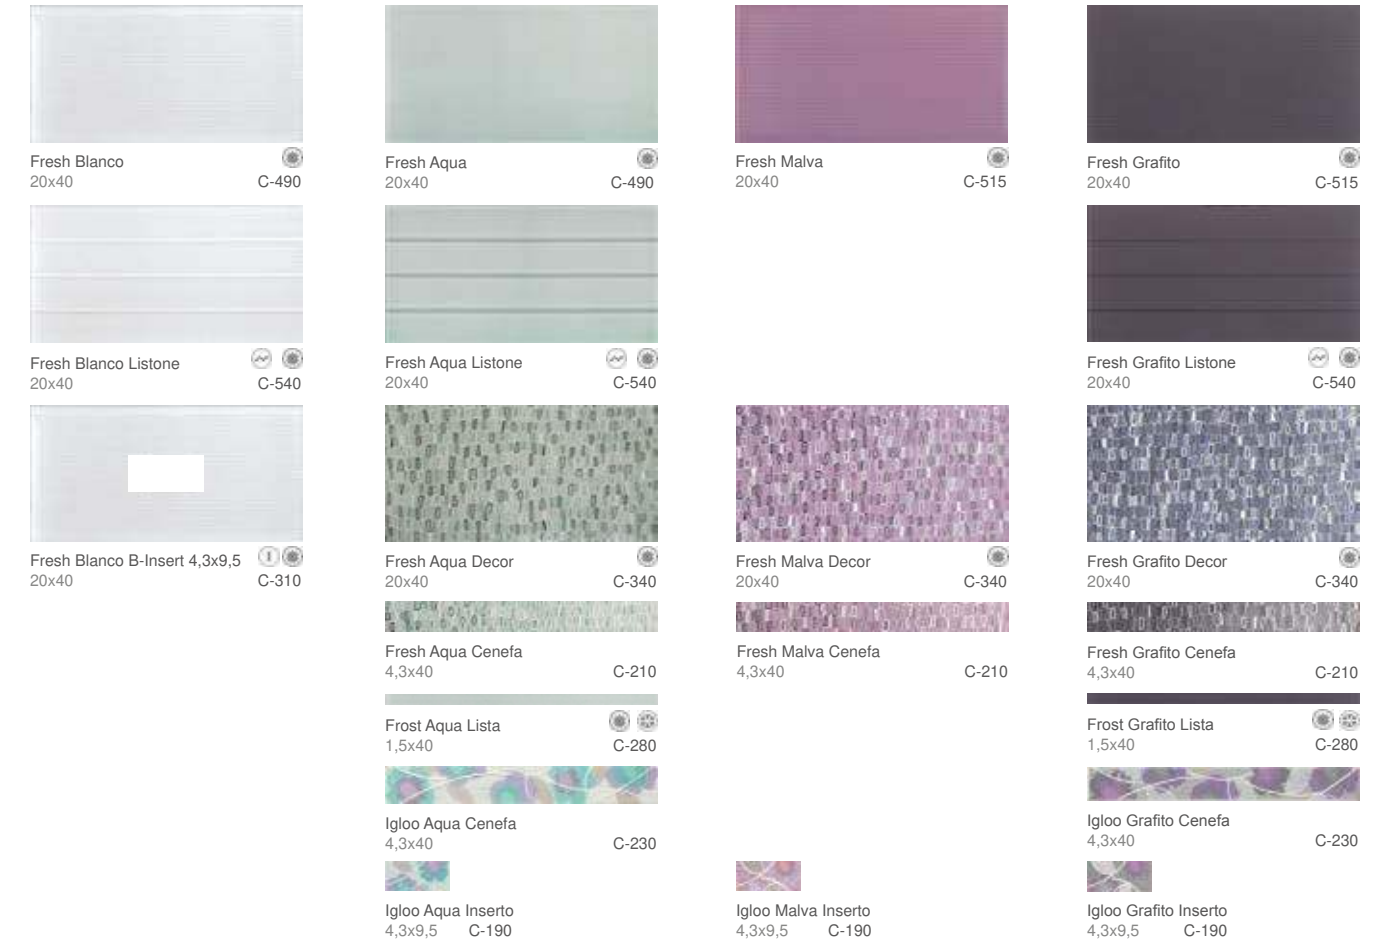 Fresh Blanco
20x40 C-490
Fresh Aqua
20x40 C-490
Fresh Malva
20x40 C-515
Fresh Grafito
20x40 C-515
Fresh Blanco Listone
20x40 C-540
Fresh Aqua Listone
20x40 C-540
Fresh Grafito Listone
20x40 C-540
Fresh Blanco B-Insert 4,3x9,5
20x40 C-310
Fresh Aqua Decor
20x40 C-340
Fresh Malva Decor
20x40 C-340
Fresh Grafito Decor
20x40 C-340
Fresh Aqua Cenefa
4,3x40 C-210
Fresh Malva Cenefa
4,3x40 C-210
Fresh Grafito Cenefa
4,3x40 C-210
Frost Aqua Lista
1,5x40 C-280
Frost Grafito Lista
1,5x40 C-280
Igloo Aqua Cenefa
4,3x40 C-230
Igloo Grafito Cenefa
4,3x40 C-230
Igloo Aqua Inserto
4,3x9,5 C-190
Igloo Malva Inserto
4,3x9,5 C-190
Igloo Grafito Inserto
4,3x9,5 C-190